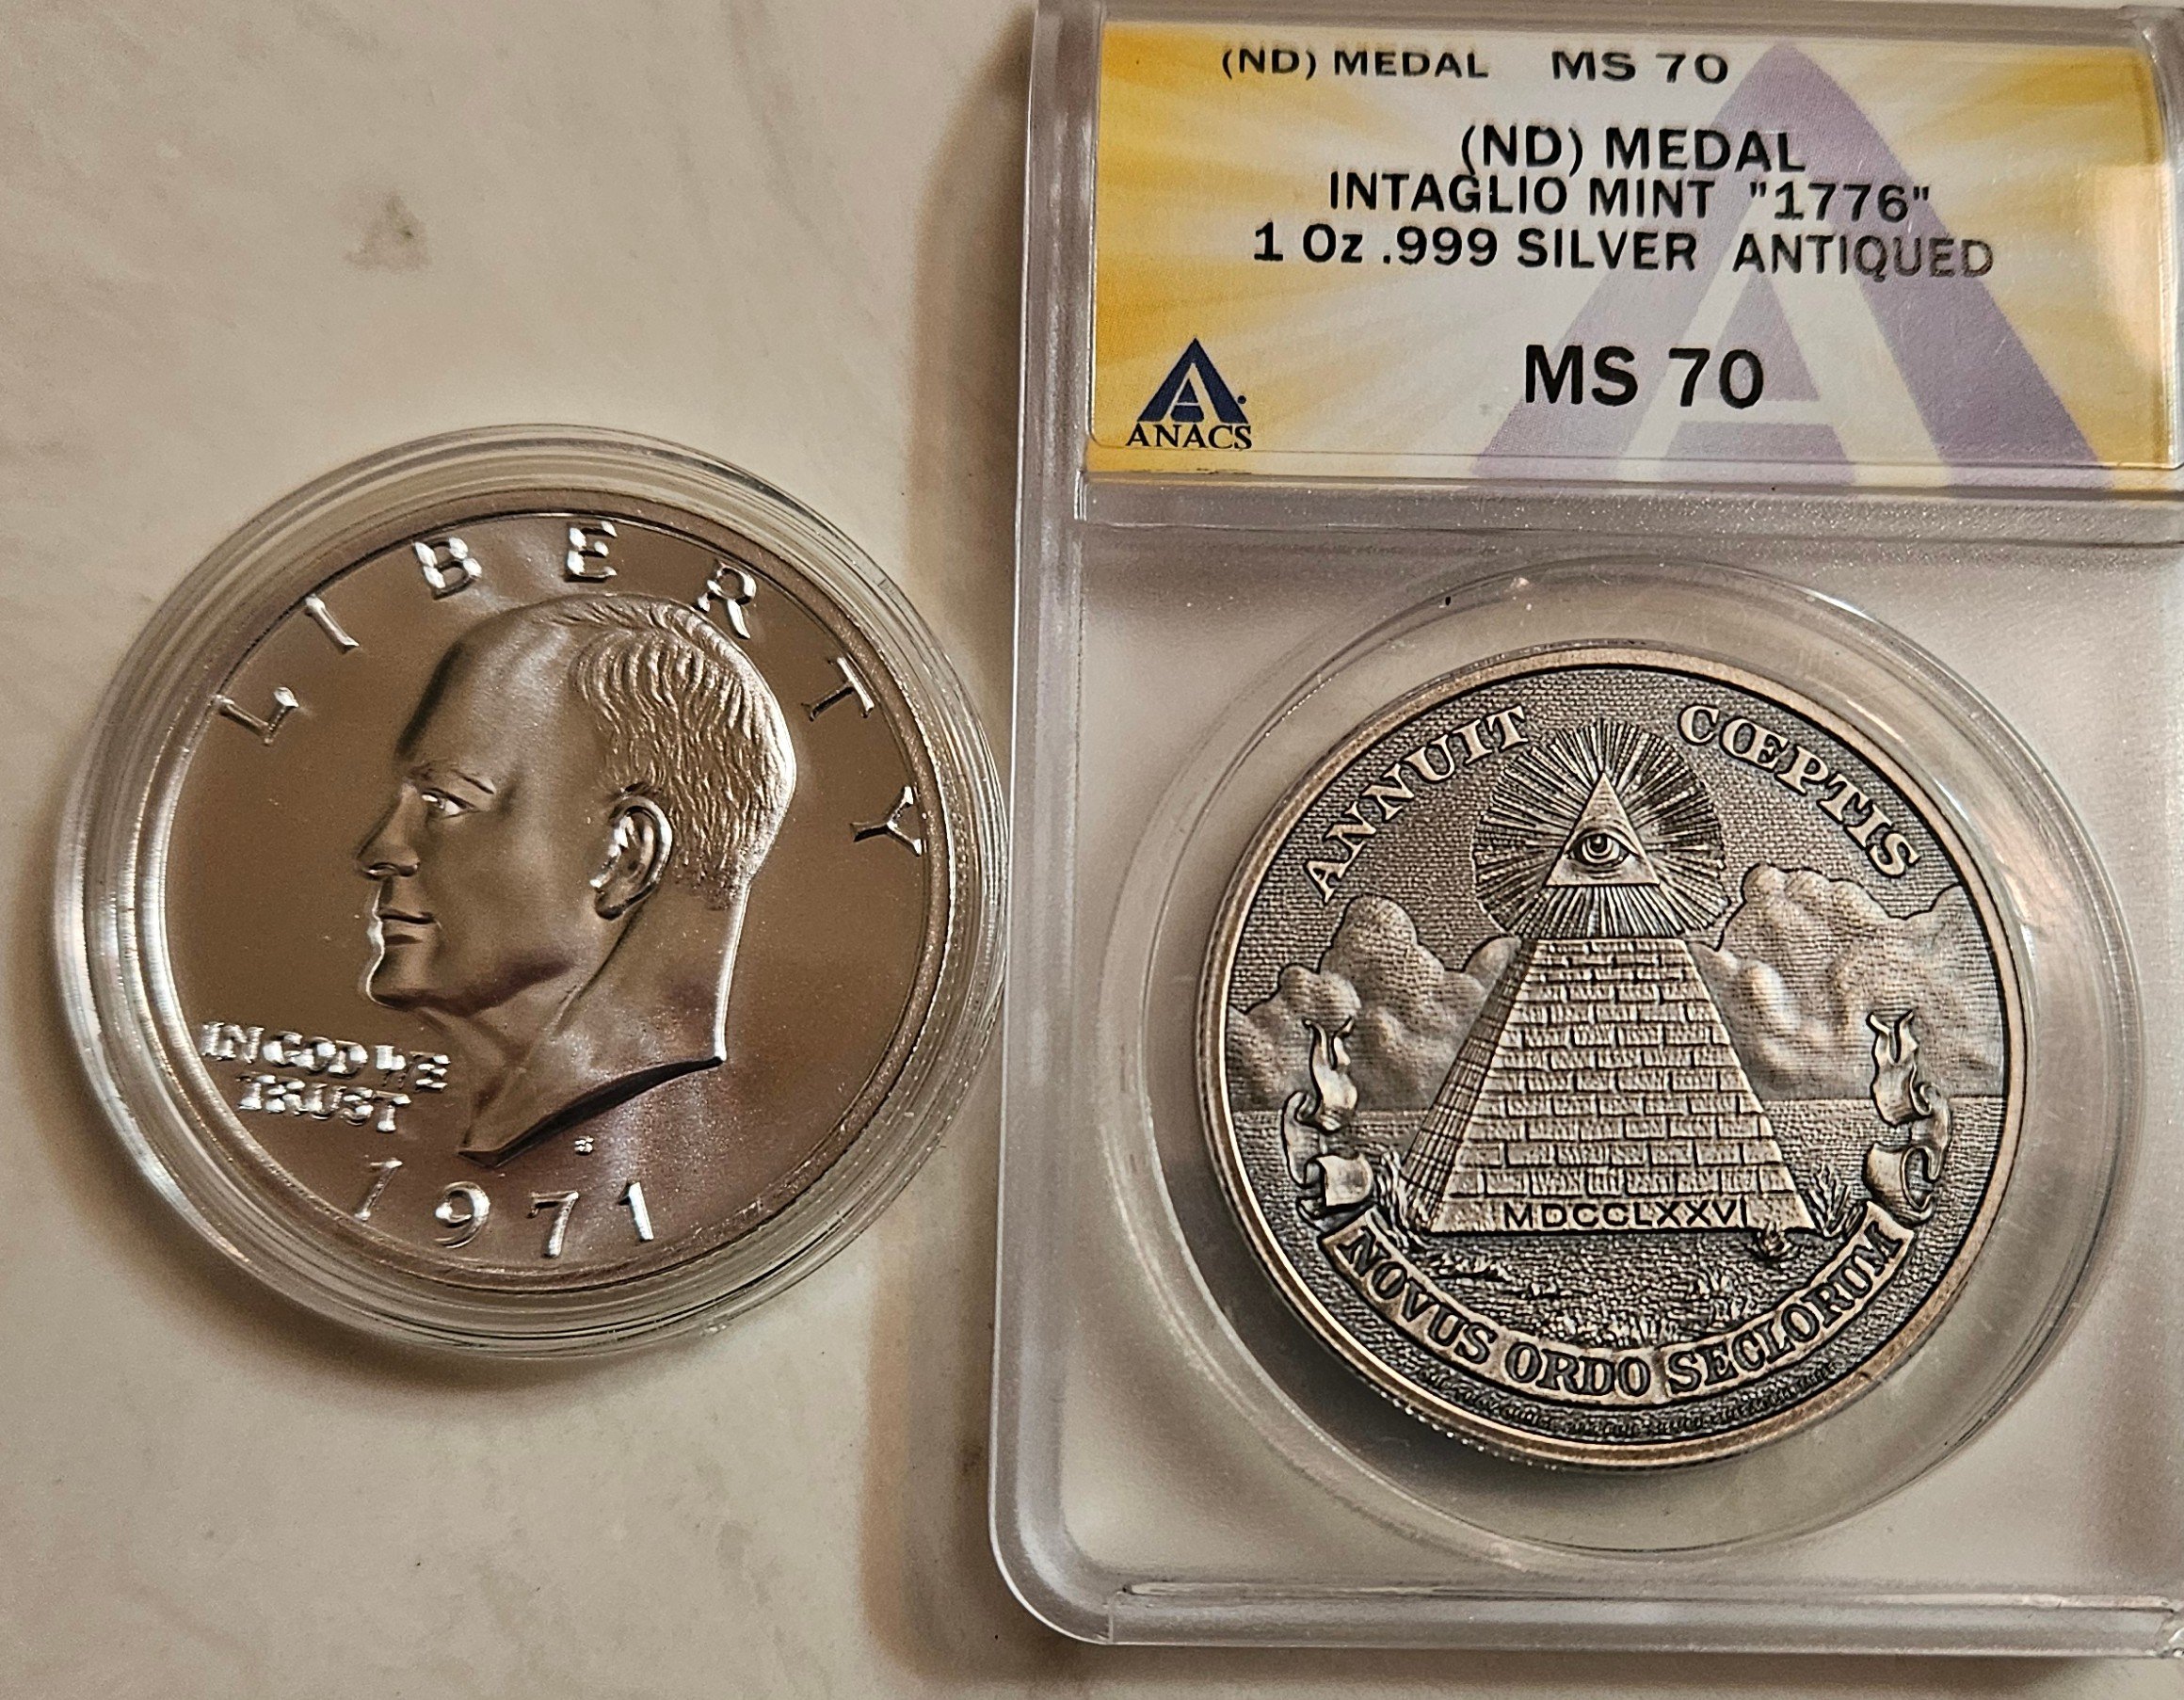 LIBERTY
IN GOD WE
TRUST
S
1971
(ND) MEDAL MS 70
(ND) MEDAL
INTAGLIO MINT "1776"
1 Oz .999 SILVER ANTIQUED
MS 70
ANACS
ANNUIT CŒPTIS
MDCCLXXVI
NOVUS ORDO SECLORUM